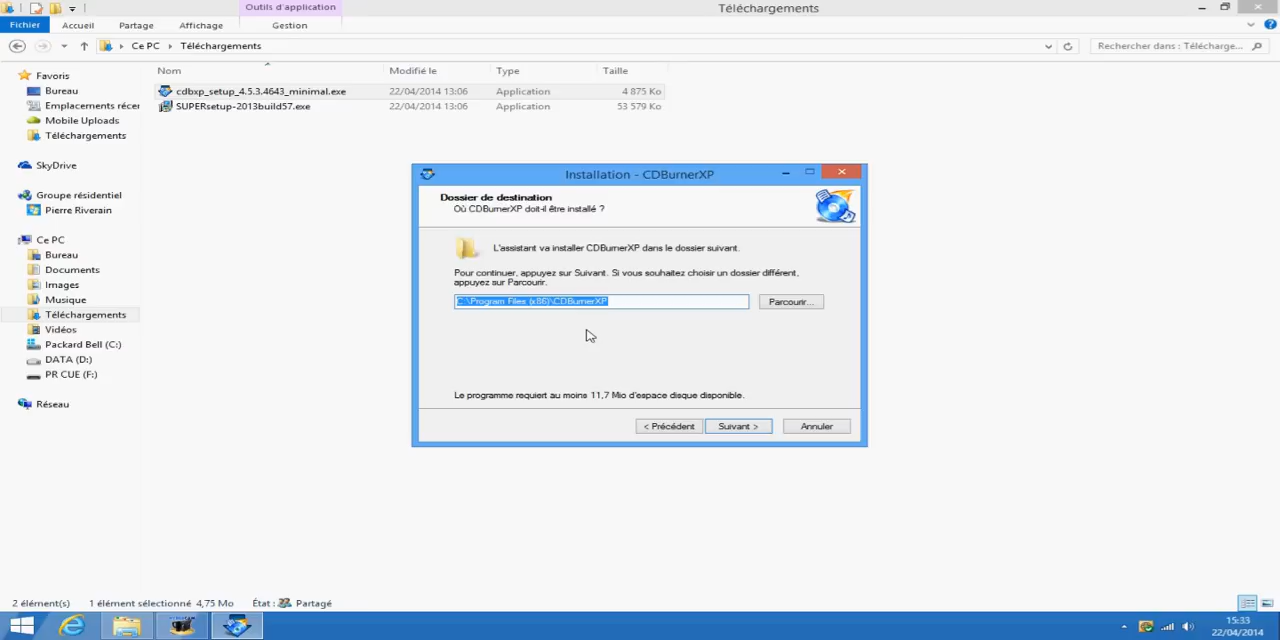 Outils d'application
Téléchargements
Fichier Accueil Partage Affichage Gestion
Ce PC Téléchargements
Rechercher dans : Télécharge...
Nom Modifié le Type Taille
cdbxp_setup_4.5.3.4643_minimal.exe 22/04/2014 13:06 Application 4 875 Ko
SUPERsetup-2013build57.exe 22/04/2014 13:06 Application 53 579 Ko
Favoris
Bureau
Emplacements récer
Mobile Uploads
Téléchargements
SkyDrive
Groupe résidentiel
Pierre Riverain
Ce PC
Bureau
Documents
Images
Musique
Téléchargements
Vidéos
Packard Bell (C:)
DATA (D:)
PR CUE (F:)
Réseau
Installation - CDBurnerXP
Dossier de destination
Où CDBurnerXP doit-il être installé ?
L'assistant va installer CDBurnerXP dans le dossier suivant.
Pour continuer, appuyez sur Suivant. Si vous souhaitez choisir un dossier différent,
appuyez sur Parcourir.
C:\Program Files (x86)\CDBurnerXP
Parcourir...
Le programme requiert au moins 11,7 Mio d'espace disque disponible.
< Précédent Suivant > Annuler
2 élément(s) 1 élément sélectionné 4,75 Mo État : Partagé
15:33
22/04/2014